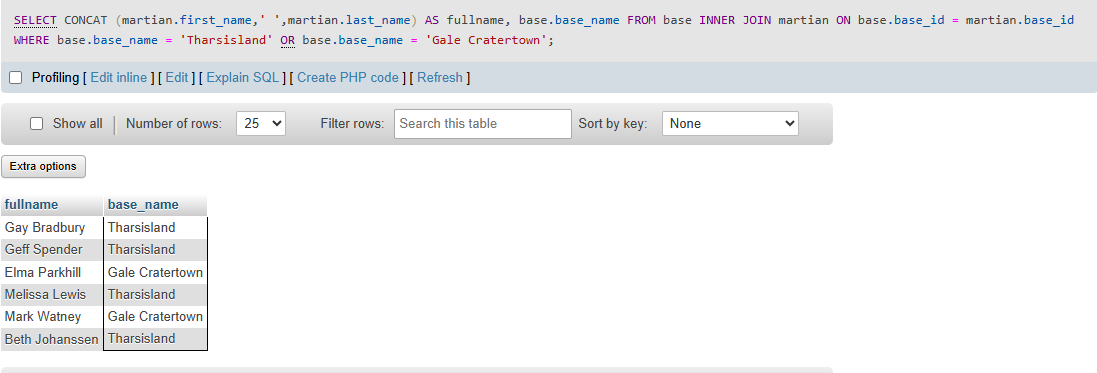 SELECT CONCAT (martian.first_name,' ',martian.last_name) AS fullname, base.base_name FROM base INNER JOIN martian ON base.base_id = martian.base_id
WHERE base.base_name = 'Tharsisland' OR base.base_name = 'Gale Cratertown';
Profiling [ Edit inline ] [ Edit ] [ Explain SQL ] [ Create PHP code ] [ Refresh ]
Show all Number of rows: 25 Filter rows: Search this table Sort by key: None
Extra options
fullname base_name
Gay Bradbury Tharsisland
Geff Spender Tharsisland
Elma Parkhill Gale Cratertown
Melissa Lewis Tharsisland
Mark Watney Gale Cratertown
Beth Johanssen Tharsisland